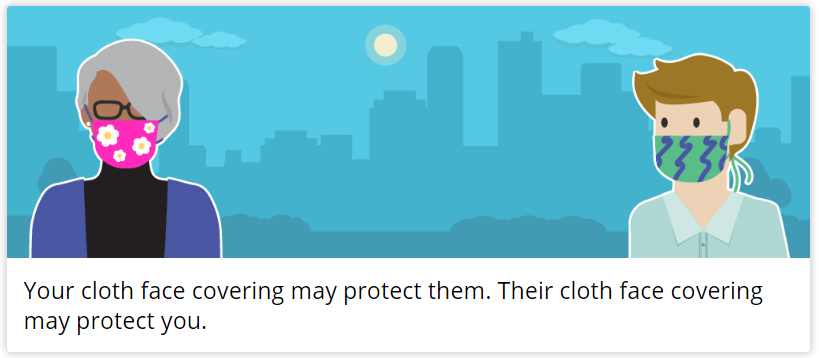 Your cloth face covering may protect them. Their cloth face covering
may protect you.